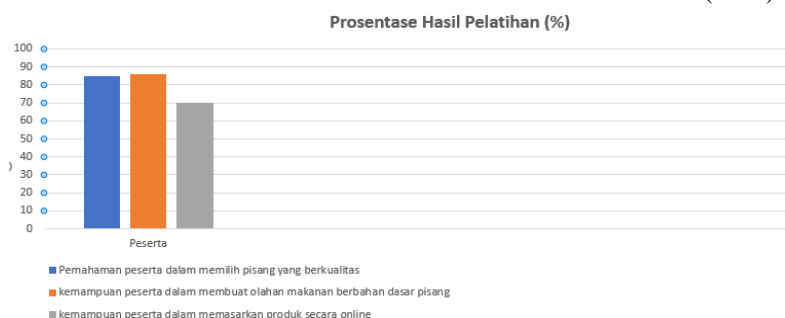 Prosentase Hasil Pelatihan (%)
100
90
80
70
60
50
40
30
20
10
0
Peserta
Pemahaman peserta dalam memilih pisang yang berkualitas
kemampuan peserta dalam membuat olahan makanan berbahan dasar pisang
kemampuan peserta dalam memasarkan produk secara online